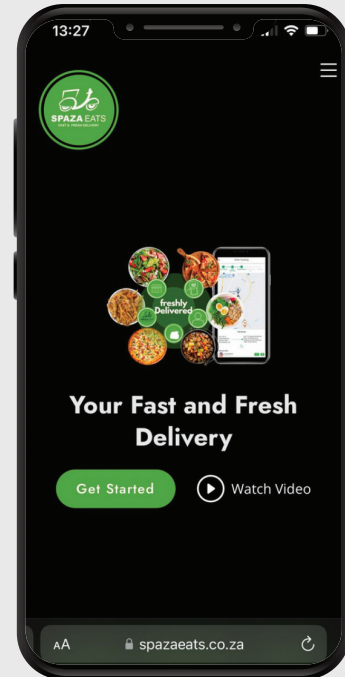 13:27
SPAZA EATS
FAST & FRESH DELIVERY
freshly
Delivered
Your Fast and Fresh
Delivery
Get Started
Watch Video
AA
spazaeats.co.za